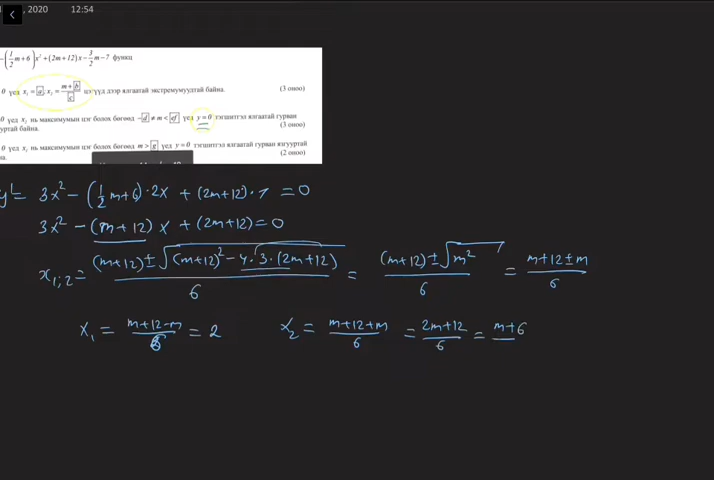 , 2020 12:54
−(1/2 m+6)x² + (2m+12)x − 3/2 m − 7 функц
0 үед x₁ = a, x₂ = (m+b)/c цэгүүд дээр ялгаатай экстремумуудтай байна. (3 оноо)
0 үед x₂ нь максимумын цэг болох бөгөөд −d ≠ m < ef үед y=0 тэгшитгэл ялгаатай гурван (3 оноо)
ууртай байна.
0 үед x₁ нь максимумын цэг болох бөгөөд m > g үед y=0 тэгшитгэл гурван язгууртай (2 оноо)
на.
y' = 3x² − (1/2 m+6)·2x + (2m+12)·1 = 0
3x² − (m+12)x + (2m+12) = 0
x₁;₂ = ((m+12) ± √((m+12)² − 4·3·(2m+12)))/6 = ((m+12) ± √m²)/6 = (m+12±m)/6
x₁ = (m+12−m)/6 = 2 x₂ = (m+12+m)/6 = (2m+12)/6 = m+6